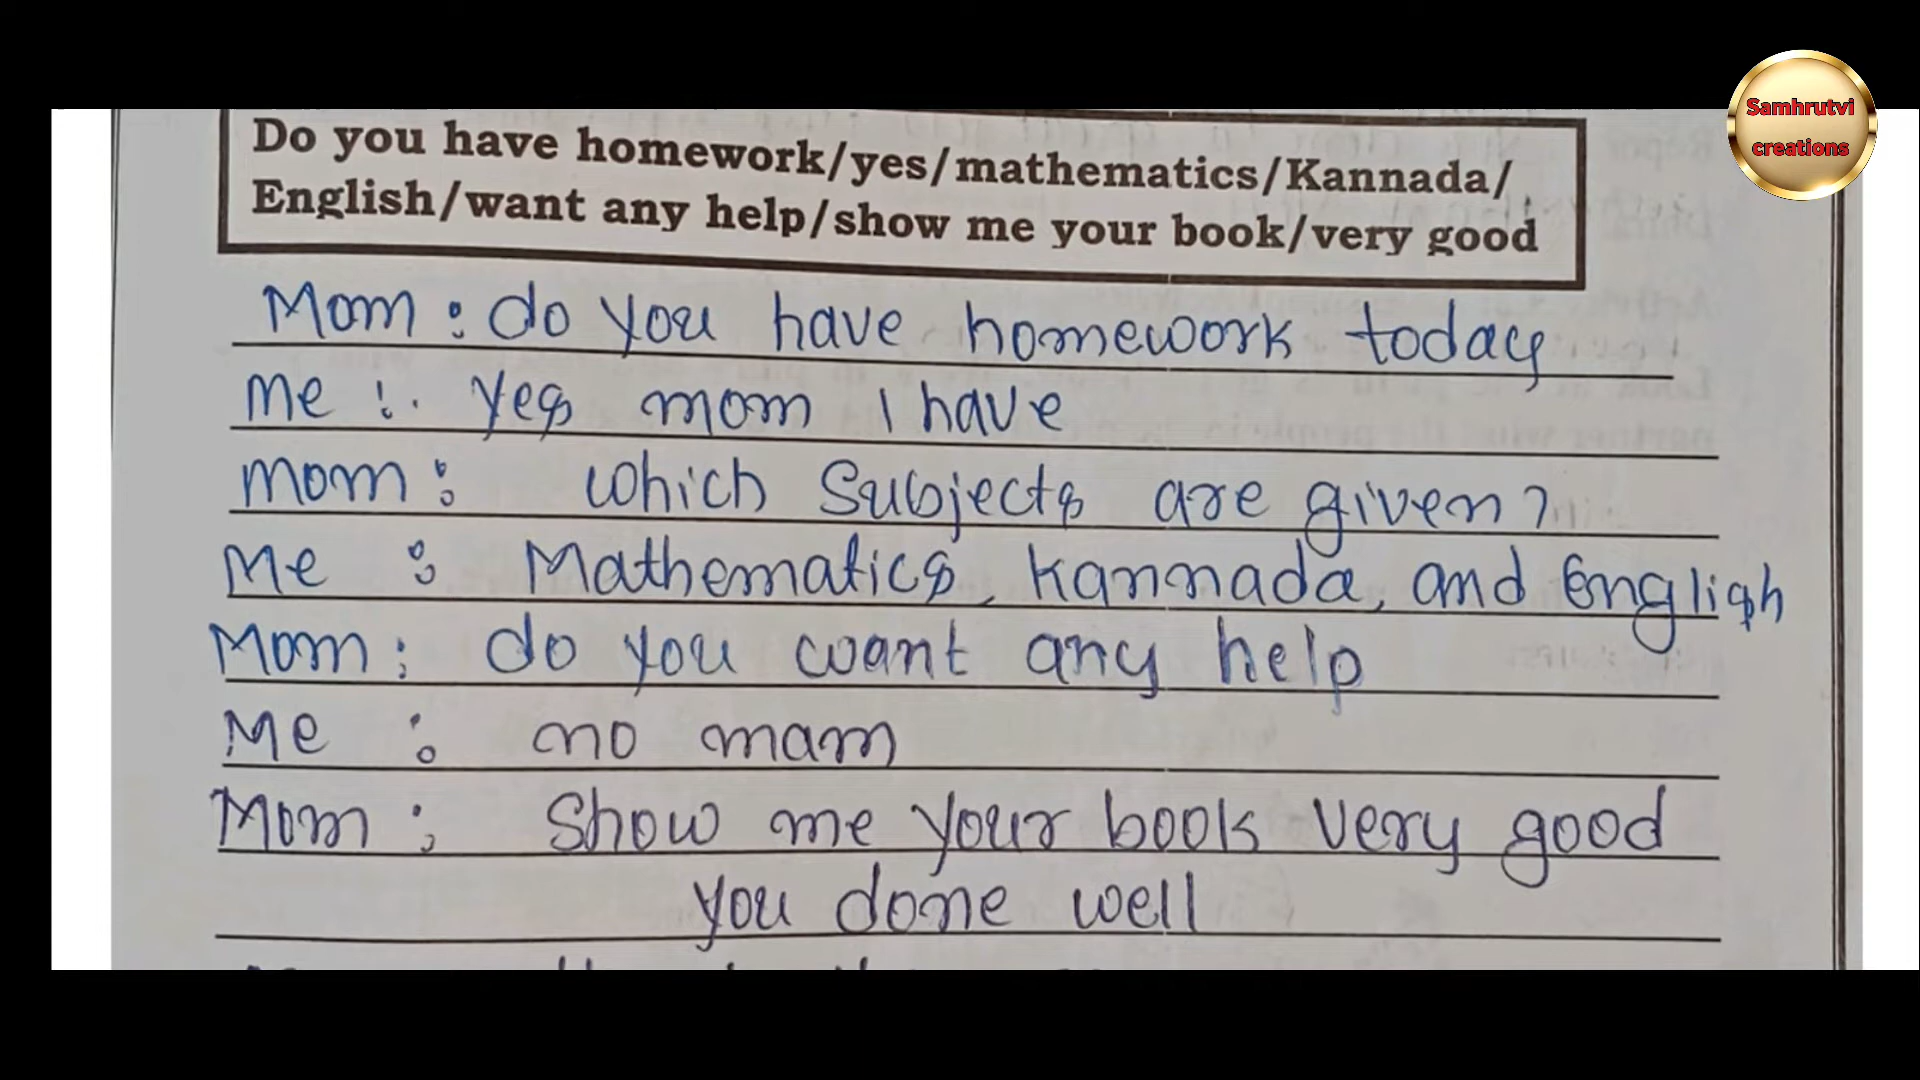 Samhrutvi
creations
Do you have homework/yes/mathematics/Kannada/
English/want any help/show me your book/very good
Mom : do you have homework today
Me : yes mom I have
Mom : which subjects are given?
Me : Mathematics, Kannada, and English
Mom : do you want any help
Me : no mam
Mom : Show me your book very good
you done well